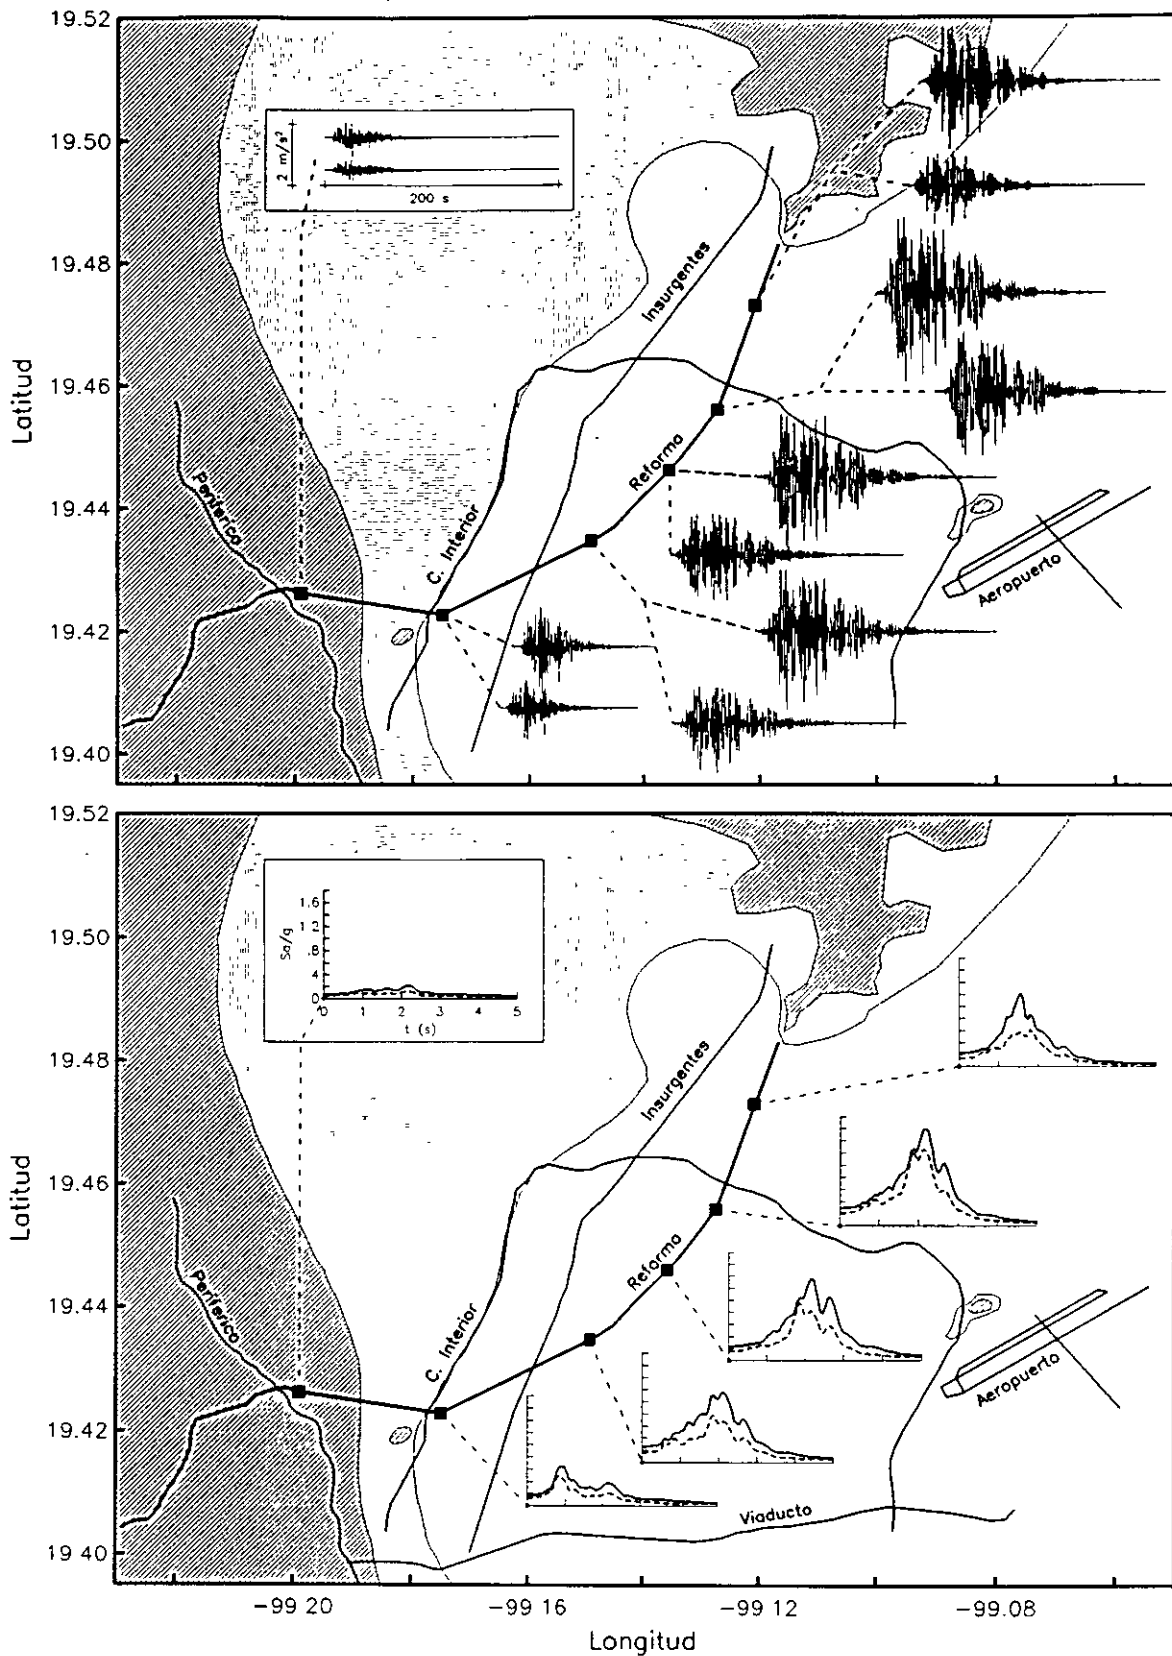 19.52
19.50
19.48
19.46
19.44
19.42
19.40
Latitud
2 m/s²
200 s
Insurgentes
Reforma
Periferico
C. Interior
Aeropuerto
19.52
19.50
19.48
19.46
19.44
19.42
19 40
Latitud
1.6
1.2
.8
.4
0
Sa/g
0 1 2 3 4 5
t (s)
Insurgentes
Reforma
Periferico
C. Interior
Aeropuerto
Viaducto
-99 20
-99 16
-99 12
-99.08
Longitud